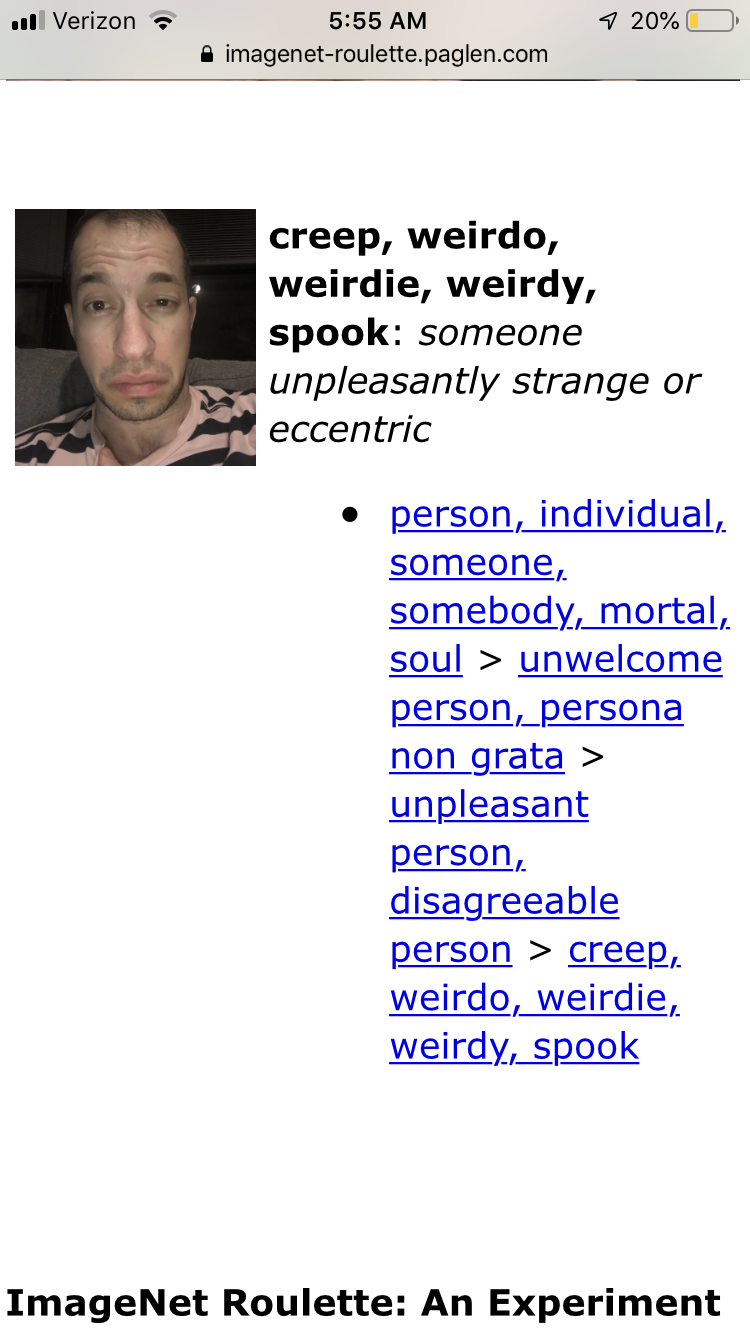 Verizon 5:55 AM 20%
imagenet-roulette.paglen.com
creep, weirdo,
weirdie, weirdy,
spook: someone
unpleasantly strange or
eccentric
• person, individual,
someone,
somebody, mortal,
soul > unwelcome
person, persona
non grata >
unpleasant
person,
disagreeable
person > creep,
weirdo, weirdie,
weirdy, spook
ImageNet Roulette: An Experiment